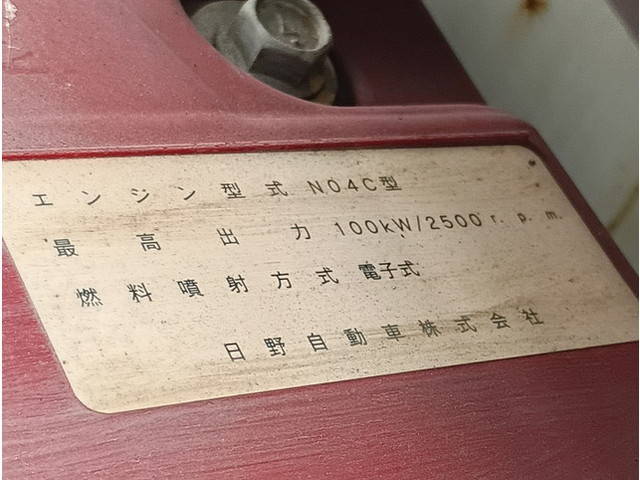 エンジン型式 N04C型
最高出力 100kW/2500r.p.m.
燃料噴射方式 電子式
日野自動車株式会社